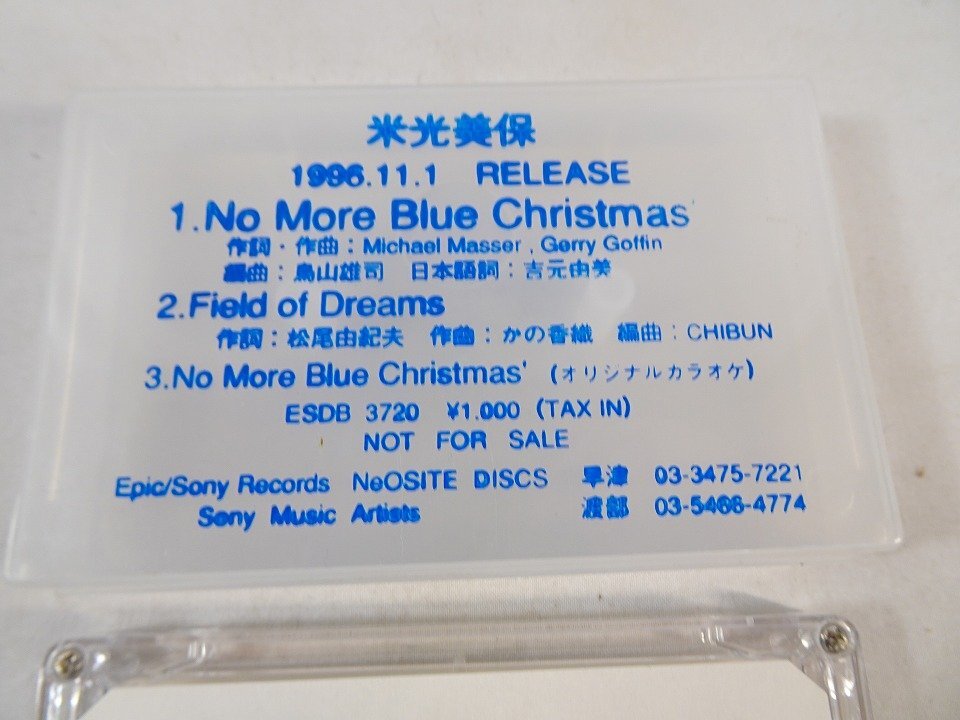 米光美保
1996.11.1 RELEASE
1.No More Blue Christmas'
作詞・作曲：Michael Masser , Gerry Goffin
編曲：鳥山雄司 日本語詞：吉元由美
2.Field of Dreams
作詞：松尾由紀夫 作曲：かの香織 編曲：CHIBUN
3.No More Blue Christmas' (オリジナルカラオケ)
ESDB 3720 ¥1.000 (TAX IN)
NOT FOR SALE
Epic/Sony Records NeOSITE DISCS 早津 03-3475-7221
Sony Music Artists 渡部 03-5466-4774